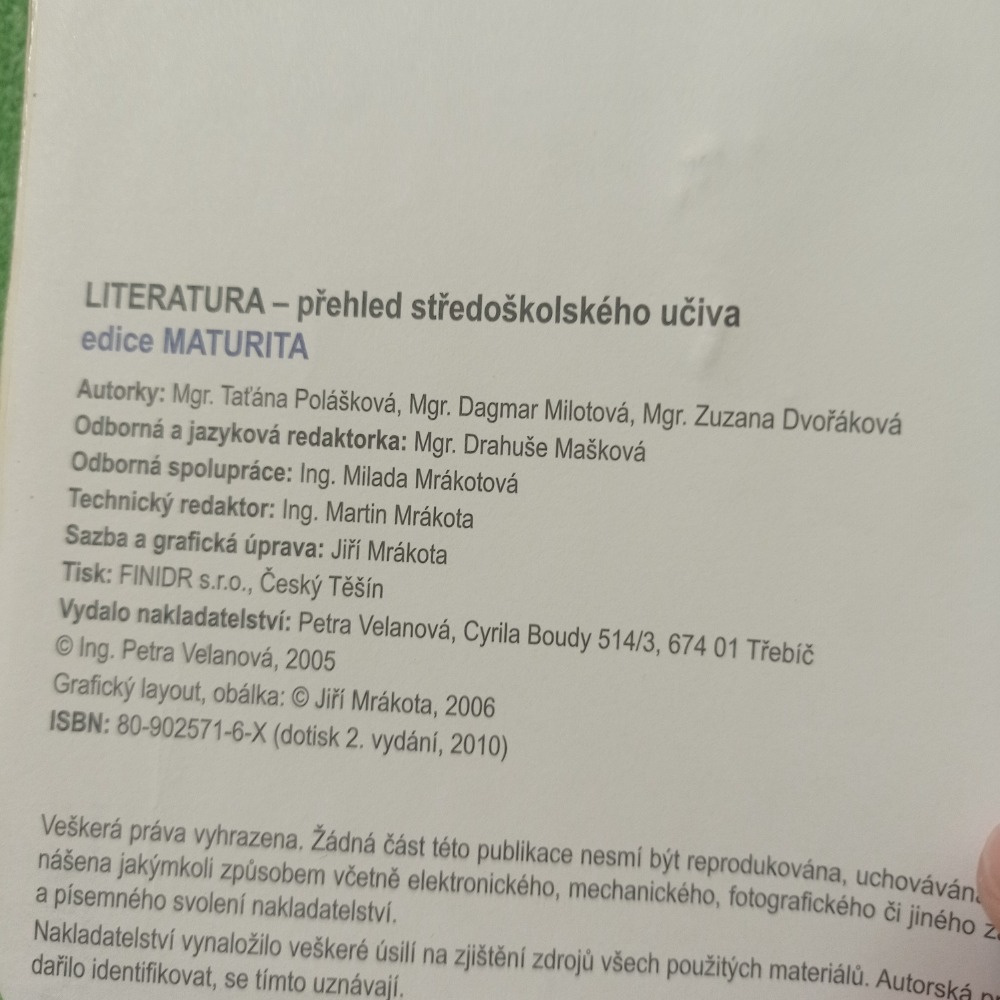 LITERATURA – přehled středoškolského učiva
edice MATURITA
Autorky: Mgr. Taťána Polášková, Mgr. Dagmar Milotová, Mgr. Zuzana Dvořáková
Odborná a jazyková redaktorka: Mgr. Drahuše Mašková
Odborná spolupráce: Ing. Milada Mrákotová
Technický redaktor: Ing. Martin Mrákota
Sazba a grafická úprava: Jiří Mrákota
Tisk: FINIDR s.r.o., Český Těšín
Vydalo nakladatelství: Petra Velanová, Cyrila Boudy 514/3, 674 01 Třebíč
© Ing. Petra Velanová, 2005
Grafický layout, obálka: © Jiří Mrákota, 2006
ISBN: 80-902571-6-X (dotisk 2. vydání, 2010)
Veškerá práva vyhrazena. Žádná část této publikace nesmí být reprodukována, uchováván
nášena jakýmkoli způsobem včetně elektronického, mechanického, fotografického či jiného
a písemného svolení nakladatelství.
Nakladatelství vynaložilo veškeré úsilí na zjištění zdrojů všech použitých materiálů. Autorská
dařilo identifikovat, se tímto uznávají.